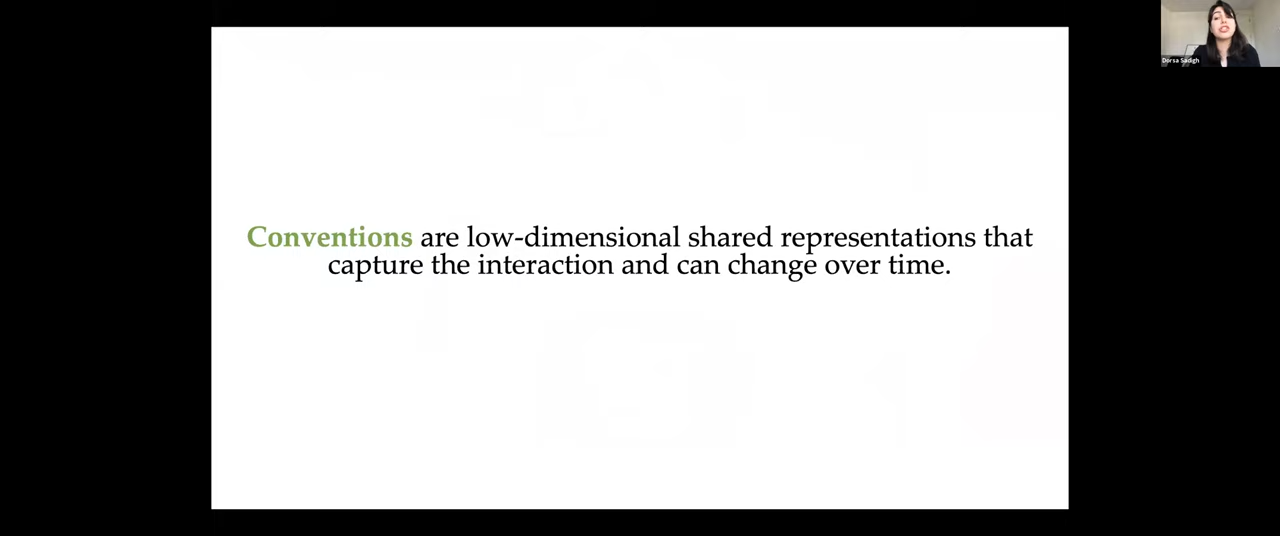 Conventions are low-dimensional shared representations that
capture the interaction and can change over time.
Dorsa Sadigh